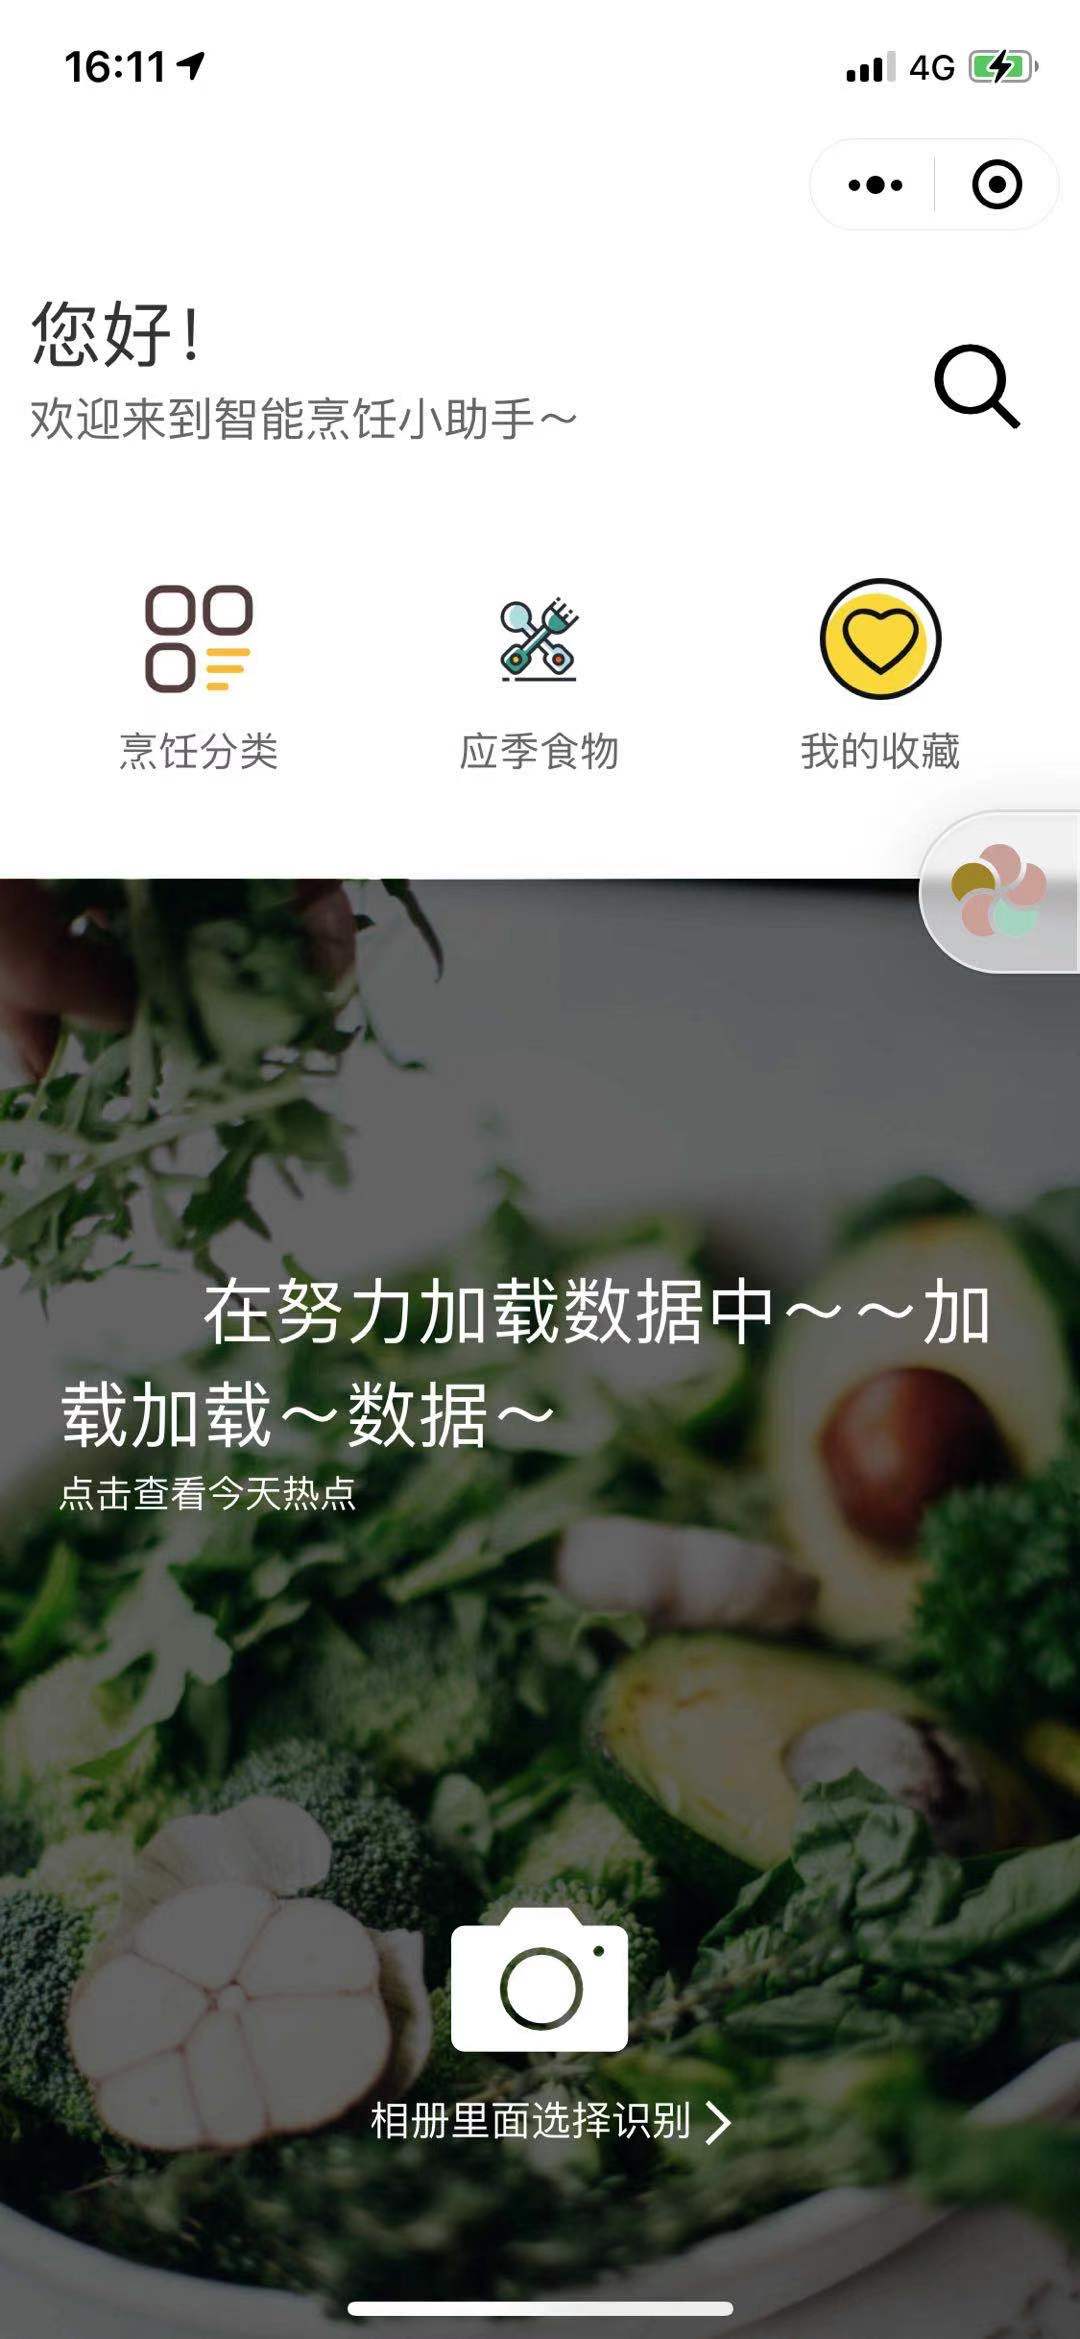 16:11
4G
您好！
欢迎来到智能烹饪小助手～
烹饪分类
应季食物
我的收藏
在努力加载数据中～～加
载加载～数据～
点击查看今天热点
相册里面选择识别